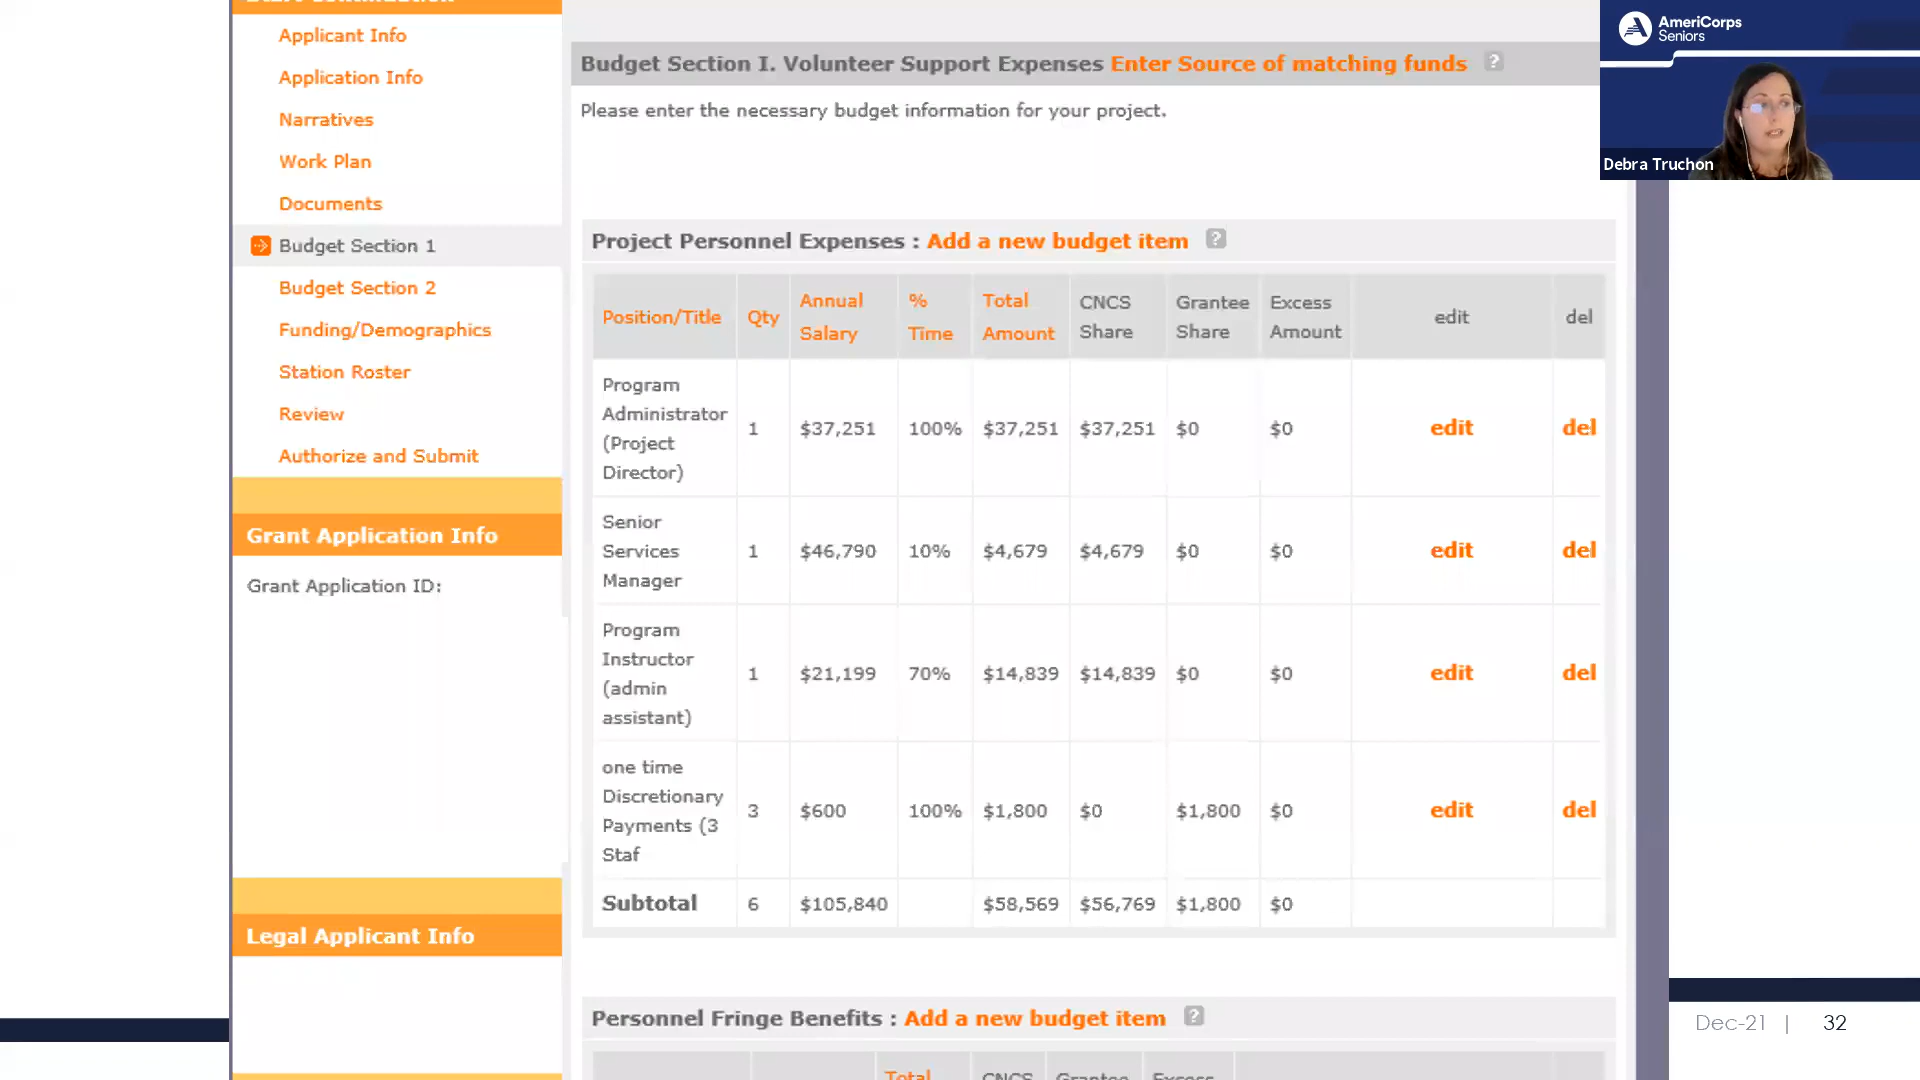 Applicant Info
Application Info
Narratives
Work Plan
Documents
Budget Section 1
Budget Section 2
Funding/Demographics
Station Roster
Review
Authorize and Submit
Grant Application Info
Grant Application ID:
Legal Applicant Info
Budget Section I. Volunteer Support Expenses Enter Source of matching funds ?
Please enter the necessary budget information for your project.
Project Personnel Expenses : Add a new budget item ?
Position/Title Qty Annual Salary % Time Total Amount CNCS Share Grantee Share Excess Amount edit del
Program Administrator (Project Director) 1 $37,251 100% $37,251 $37,251 $0 $0 edit del
Senior Services Manager 1 $46,790 10% $4,679 $4,679 $0 $0 edit del
Program Instructor (admin assistant) 1 $21,199 70% $14,839 $14,839 $0 $0 edit del
one time Discretionary Payments (3 Staf 3 $600 100% $1,800 $0 $1,800 $0 edit del
Subtotal 6 $105,840 $58,569 $56,769 $1,800 $0
Personnel Fringe Benefits : Add a new budget item ?
Total CNCS Grantee Excess
AmeriCorps
Seniors
Debra Truchon
Dec-21 | 32